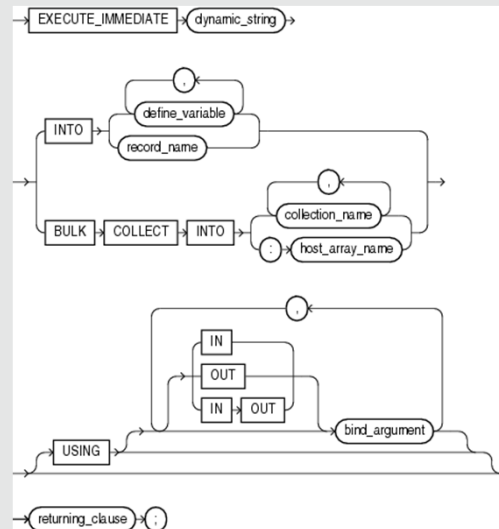 EXECUTE_IMMEDIATE dynamic_string
,
define_variable
INTO
record_name
,
collection_name
BULK COLLECT INTO
: host_array_name
,
IN
OUT
IN OUT
bind_argument
USING
returning_clause ;